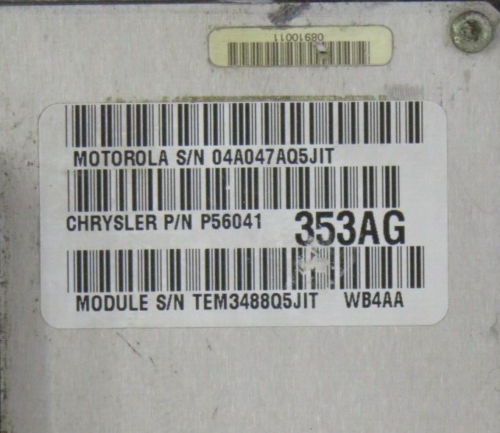 08910011
MOTOROLA S/N 04A047AQ5JIT
CHRYSLER P/N P56041 353AG
MODULE S/N TEM3488Q5JIT WB4AA